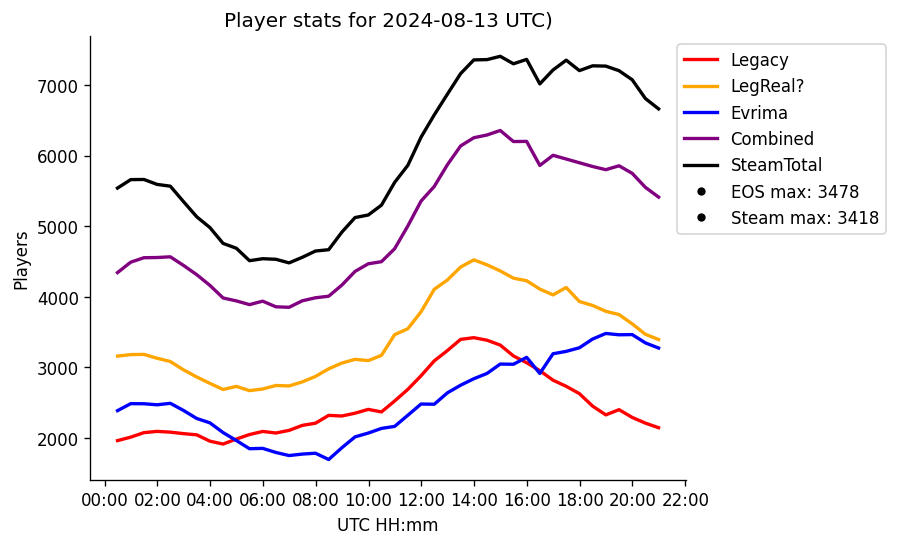 Player stats for 2024-08-13 UTC)
Legacy
LegReal?
Evrima
Combined
SteamTotal
EOS max: 3478
Steam max: 3418
7000
6000
5000
4000
3000
2000
Players
00:00 02:00 04:00 06:00 08:00 10:00 12:00 14:00 16:00 18:00 20:00 22:00
UTC HH:mm